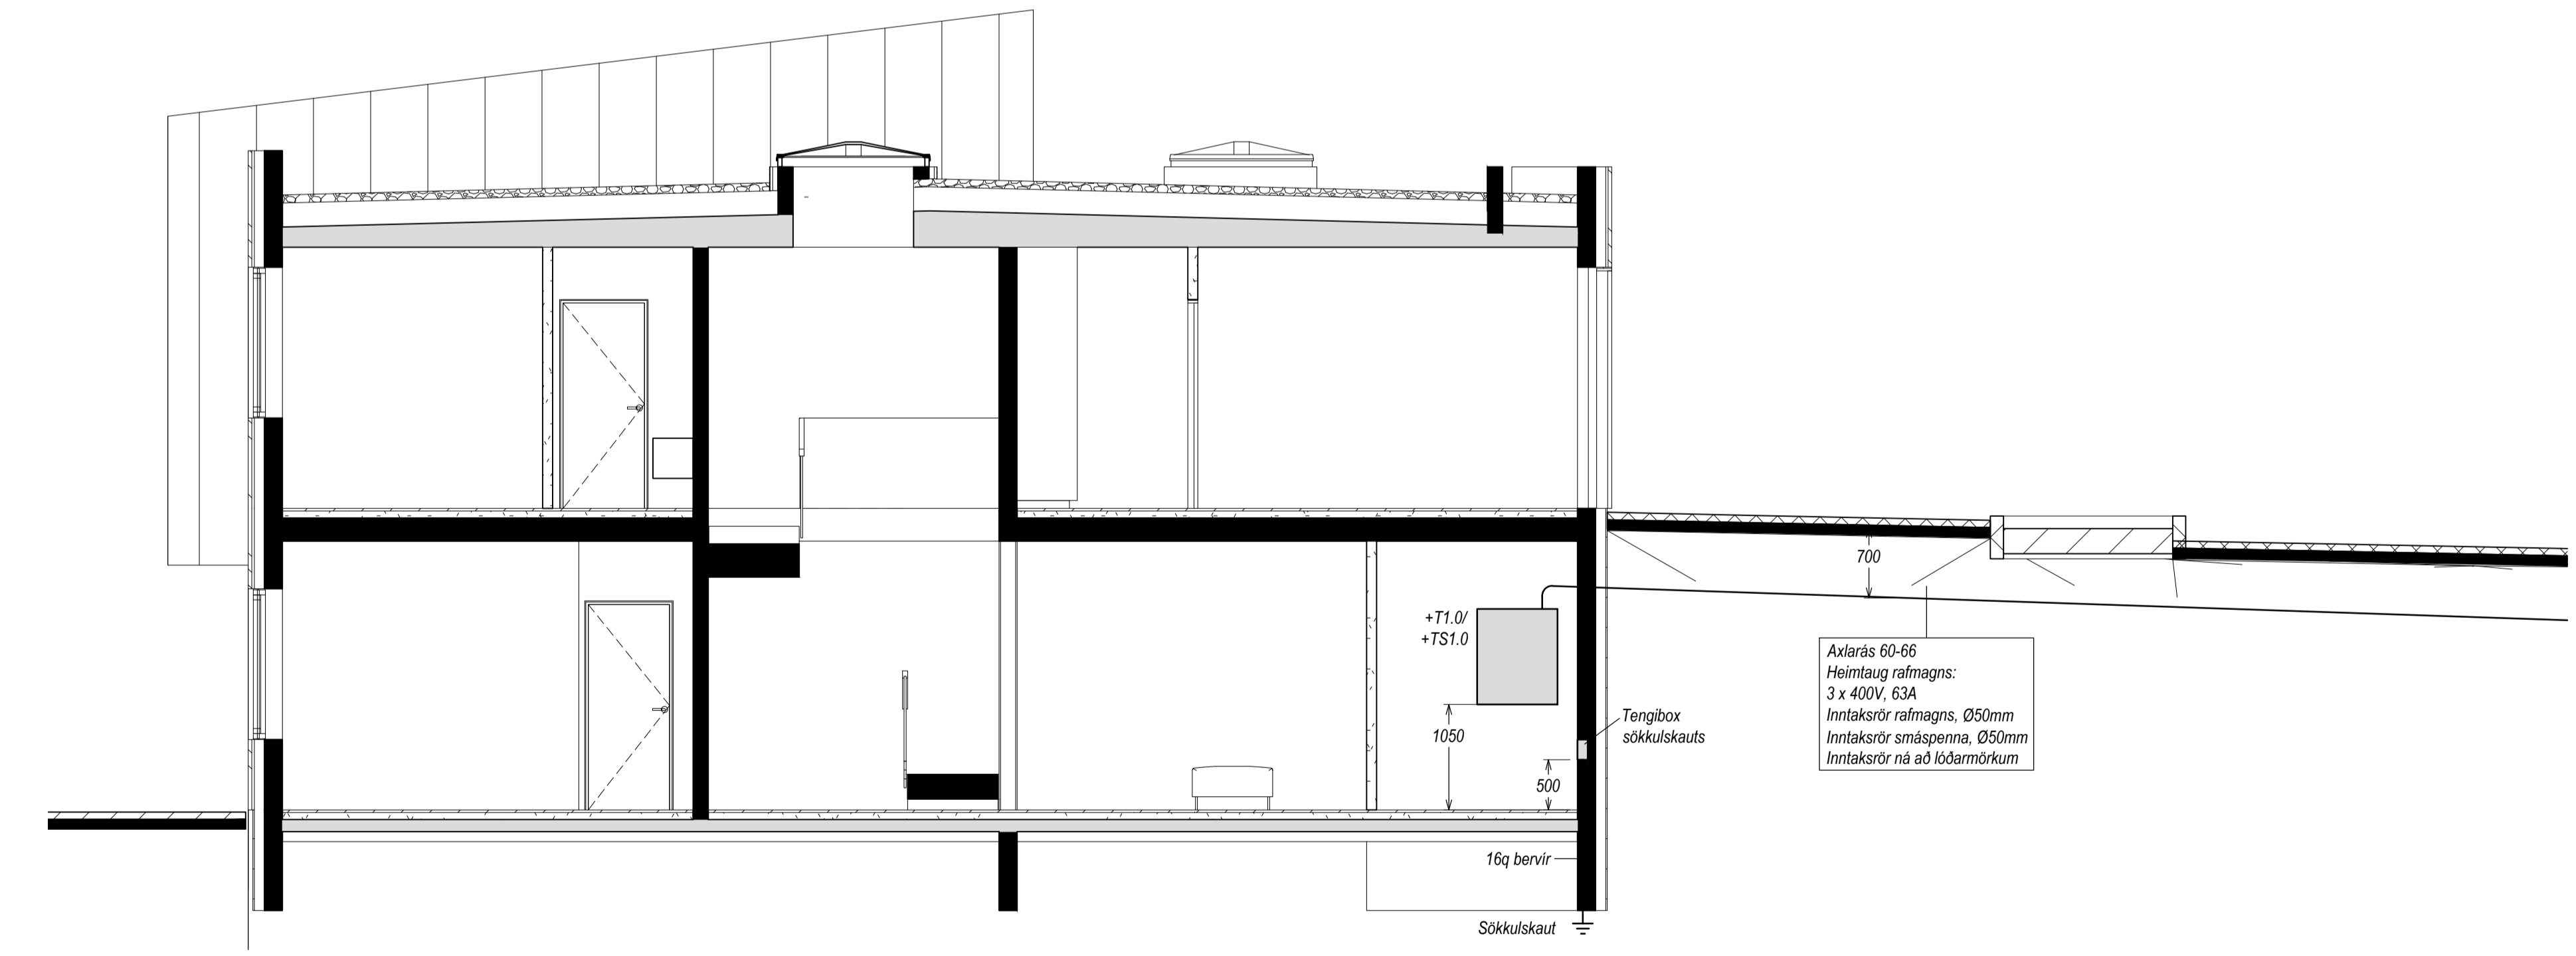 700
+T1.0/
+TS1.0
Axlarás 60-66
Heimtaug rafmagns:
3 x 400V, 63A
Inntaksrör rafmagns, Ø50mm
Inntaksrör smáspenna, Ø50mm
Inntaksrör ná að lóðarmörkum
Tengibox
sökkulskauts
1050
500
16q bervír
Sökkulskaut